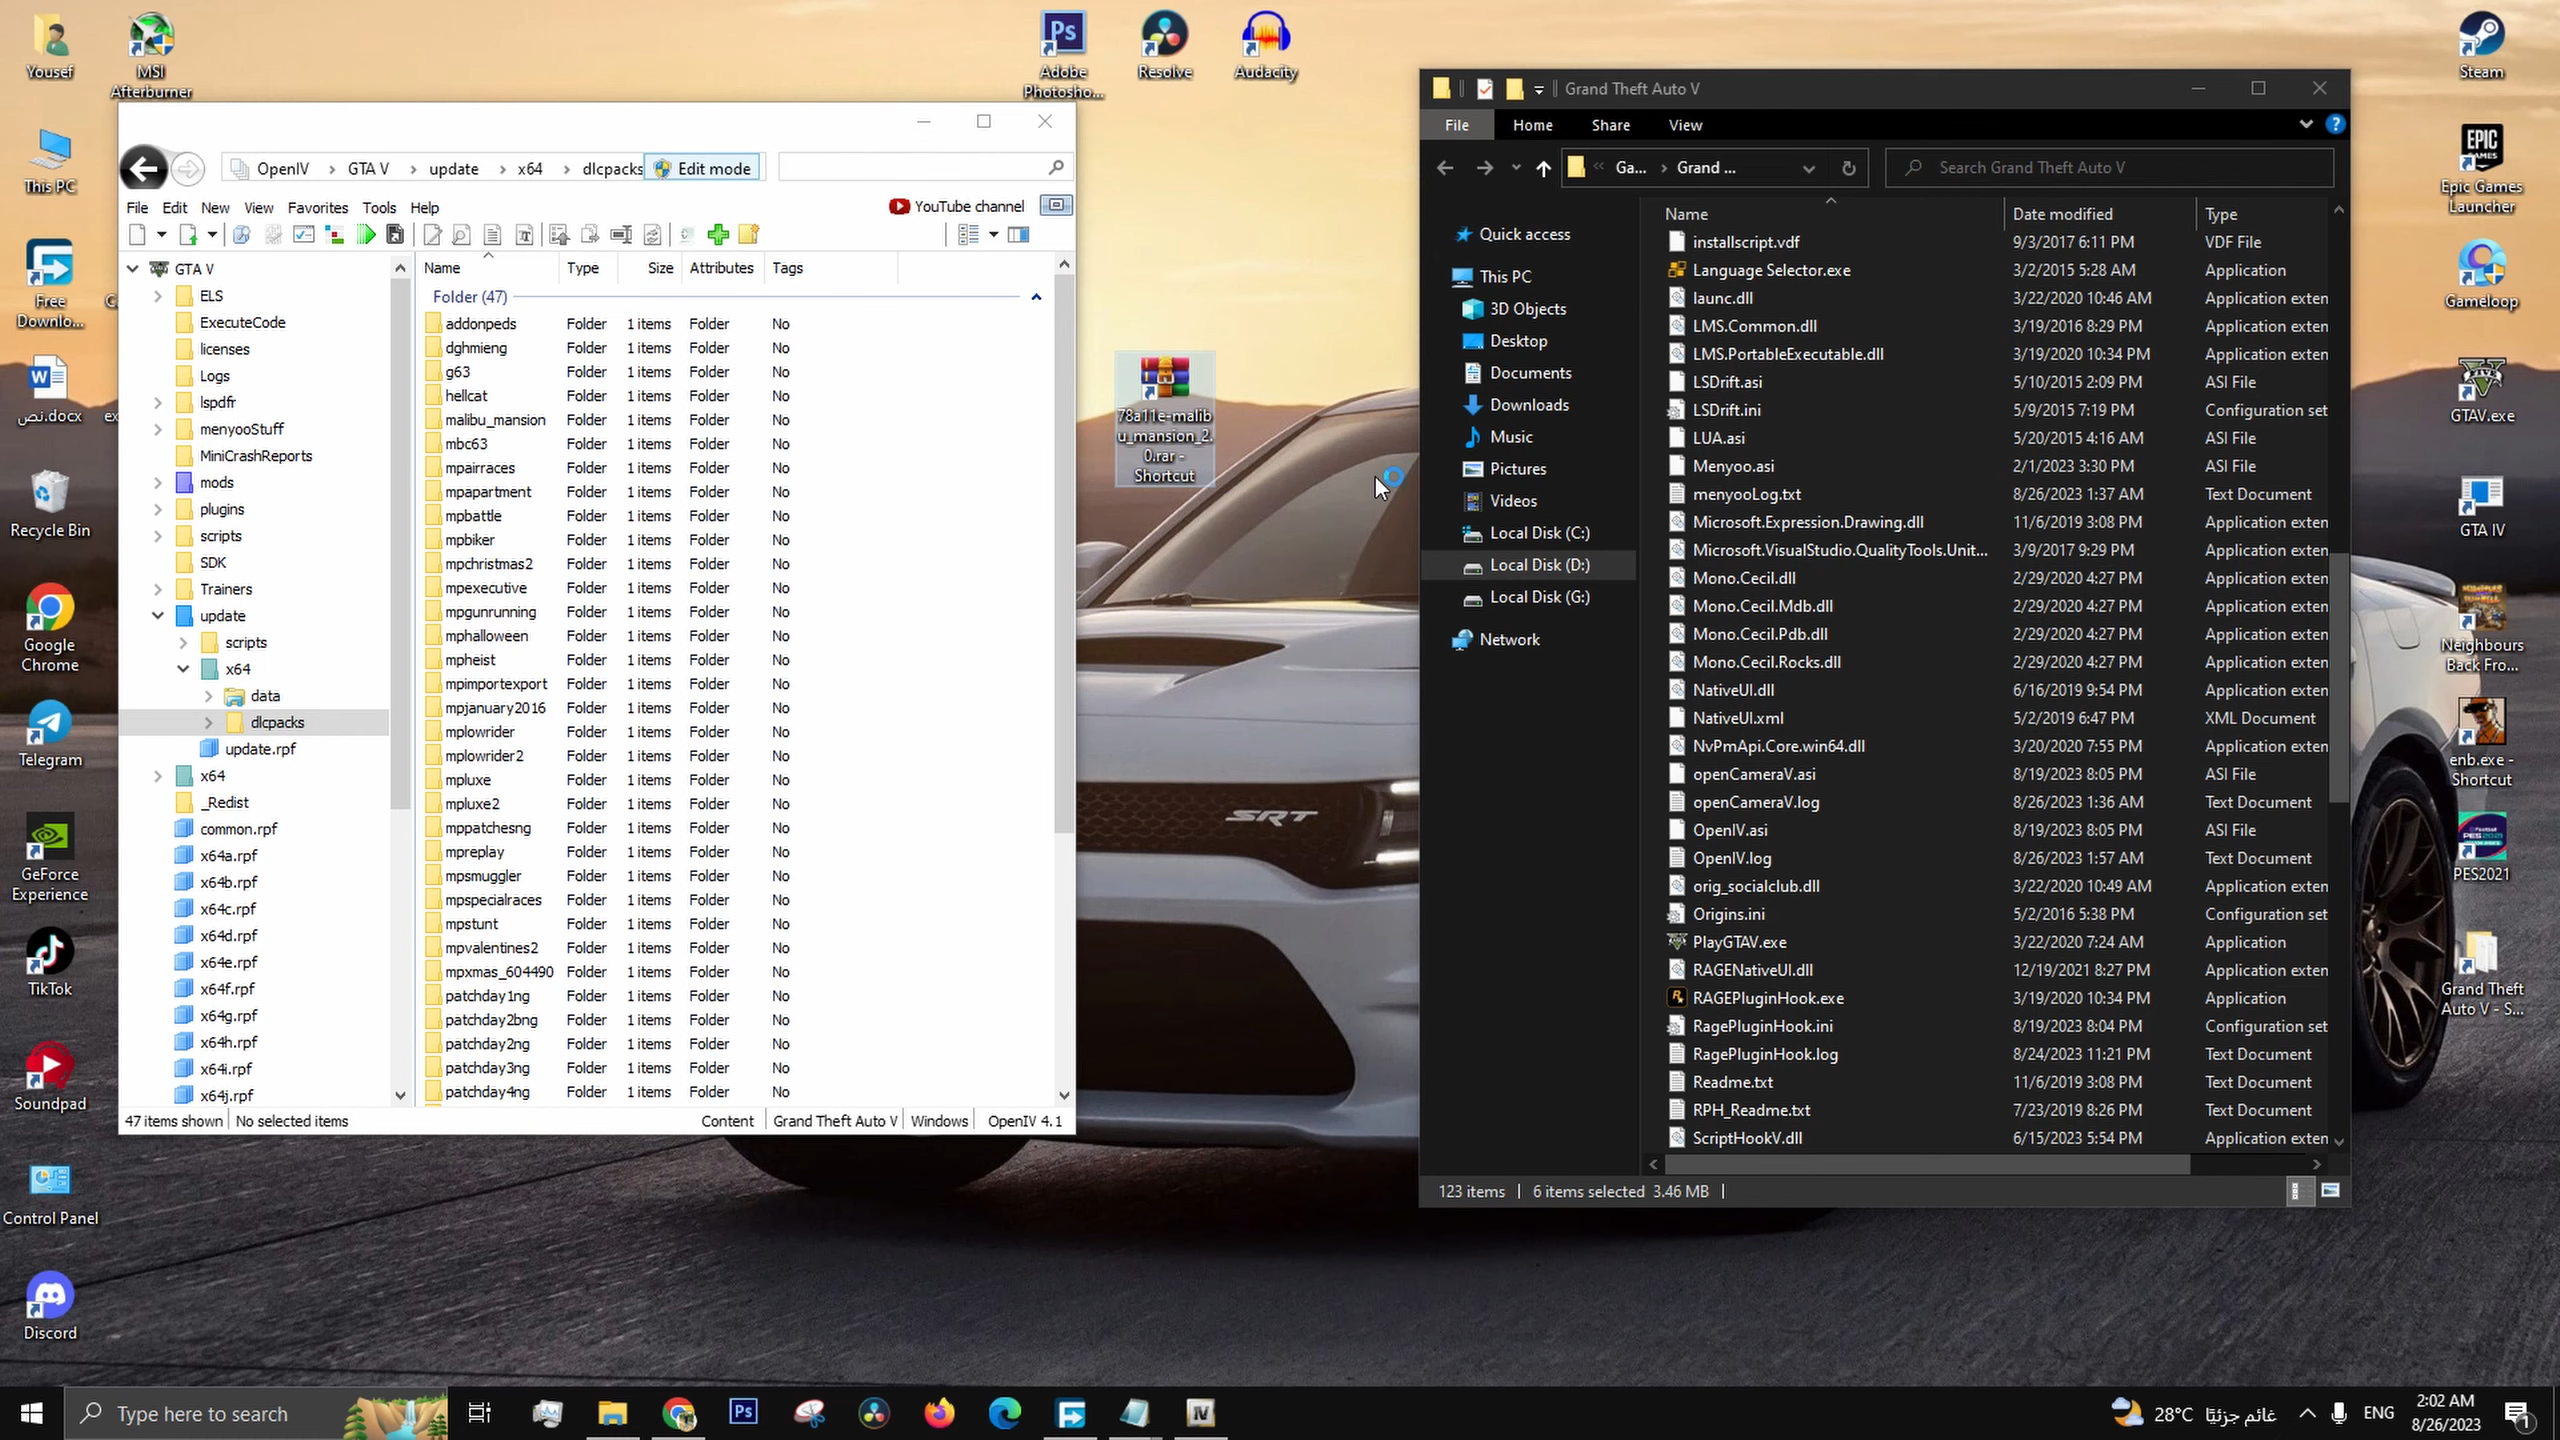 Yousef
MSI
Afterburner
This PC
Free
Downlo...
نص.docx
ex
Recycle Bin
Google
Chrome
Telegram
GeForce
Experience
TikTok
Soundpad
Control Panel
Discord
Adobe
Photosho...
Resolve
Audacity
OpenIV
GTA V
update
x64
dlcpacks
Edit mode
File Edit New View Favorites Tools Help
YouTube channel
GTA V
ELS
ExecuteCode
licenses
Logs
lspdfr
menyooStuff
MiniCrashReports
mods
plugins
scripts
SDK
Trainers
update
scripts
x64
data
dlcpacks
update.rpf
x64
_Redist
common.rpf
x64a.rpf
x64b.rpf
x64c.rpf
x64d.rpf
x64e.rpf
x64f.rpf
x64g.rpf
x64h.rpf
x64i.rpf
x64j.rpf
Name Type Size Attributes Tags
Folder (47)
addonpeds Folder 1 items Folder No
dghmieng Folder 1 items Folder No
g63 Folder 1 items Folder No
hellcat Folder 1 items Folder No
malibu_mansion Folder 1 items Folder No
mbc63 Folder 1 items Folder No
mpairraces Folder 1 items Folder No
mpapartment Folder 1 items Folder No
mpbattle Folder 1 items Folder No
mpbiker Folder 1 items Folder No
mpchristmas2 Folder 1 items Folder No
mpexecutive Folder 1 items Folder No
mpgunrunning Folder 1 items Folder No
mphalloween Folder 1 items Folder No
mpheist Folder 1 items Folder No
mpimportexport Folder 1 items Folder No
mpjanuary2016 Folder 1 items Folder No
mplowrider Folder 1 items Folder No
mplowrider2 Folder 1 items Folder No
mpluxe Folder 1 items Folder No
mpluxe2 Folder 1 items Folder No
mppatchesng Folder 1 items Folder No
mpreplay Folder 1 items Folder No
mpsmuggler Folder 1 items Folder No
mpspecialraces Folder 1 items Folder No
mpstunt Folder 1 items Folder No
mpvalentines2 Folder 1 items Folder No
mpxmas_604490 Folder 1 items Folder No
patchday1ng Folder 1 items Folder No
patchday2bng Folder 1 items Folder No
patchday2ng Folder 1 items Folder No
patchday3ng Folder 1 items Folder No
patchday4ng Folder 1 items Folder No
47 items shown No selected items Content Grand Theft Auto V Windows OpenIV 4.1
78a11e-malib
u_mansion_2.
0.rar -
Shortcut
SRT
Grand Theft Auto V
File Home Share View
Ga... Grand ... Search Grand Theft Auto V
Quick access
This PC
3D Objects
Desktop
Documents
Downloads
Music
Pictures
Videos
Local Disk (C:)
Local Disk (D:)
Local Disk (G:)
Network
Name Date modified Type
installscript.vdf 9/3/2017 6:11 PM VDF File
Language Selector.exe 3/2/2015 5:28 AM Application
launc.dll 3/22/2020 10:46 AM Application exten
LMS.Common.dll 3/19/2016 8:29 PM Application exten
LMS.PortableExecutable.dll 3/19/2020 10:34 PM Application exten
LSDrift.asi 5/10/2015 2:09 PM ASI File
LSDrift.ini 5/9/2015 7:19 PM Configuration set
LUA.asi 5/20/2015 4:16 AM ASI File
Menyoo.asi 2/1/2023 3:30 PM ASI File
menyooLog.txt 8/26/2023 1:37 AM Text Document
Microsoft.Expression.Drawing.dll 11/6/2019 3:08 PM Application exten
Microsoft.VisualStudio.QualityTools.Unit... 3/9/2017 9:29 PM Application exten
Mono.Cecil.dll 2/29/2020 4:27 PM Application exten
Mono.Cecil.Mdb.dll 2/29/2020 4:27 PM Application exten
Mono.Cecil.Pdb.dll 2/29/2020 4:27 PM Application exten
Mono.Cecil.Rocks.dll 2/29/2020 4:27 PM Application exten
NativeUI.dll 6/16/2019 9:54 PM Application exten
NativeUI.xml 5/2/2019 6:47 PM XML Document
NvPmApi.Core.win64.dll 3/20/2020 7:55 PM Application exten
openCameraV.asi 8/19/2023 8:05 PM ASI File
openCameraV.log 8/26/2023 1:36 AM Text Document
OpenIV.asi 8/19/2023 8:05 PM ASI File
OpenIV.log 8/26/2023 1:57 AM Text Document
orig_socialclub.dll 3/22/2020 10:49 AM Application exten
Origins.ini 5/2/2016 5:38 PM Configuration set
PlayGTAV.exe 3/22/2020 7:24 AM Application
RAGENativeUI.dll 12/19/2021 8:27 PM Application exten
RAGEPluginHook.exe 3/19/2020 10:34 PM Application
RagePluginHook.ini 8/19/2023 8:04 PM Configuration set
RagePluginHook.log 8/24/2023 11:21 PM Text Document
Readme.txt 11/6/2019 3:08 PM Text Document
RPH_Readme.txt 7/23/2019 8:26 PM Text Document
ScriptHookV.dll 6/15/2023 5:54 PM Application exten
123 items 6 items selected 3.46 MB
Steam
Epic Games
Launcher
Gameloop
GTAV.exe
GTA IV
Neighbours
Back Fro...
enb.exe -
Shortcut
PES2021
Grand Theft
Auto V - S...
Type here to search
28°C غائم جزئيًا
ENG
2:02 AM
8/26/2023